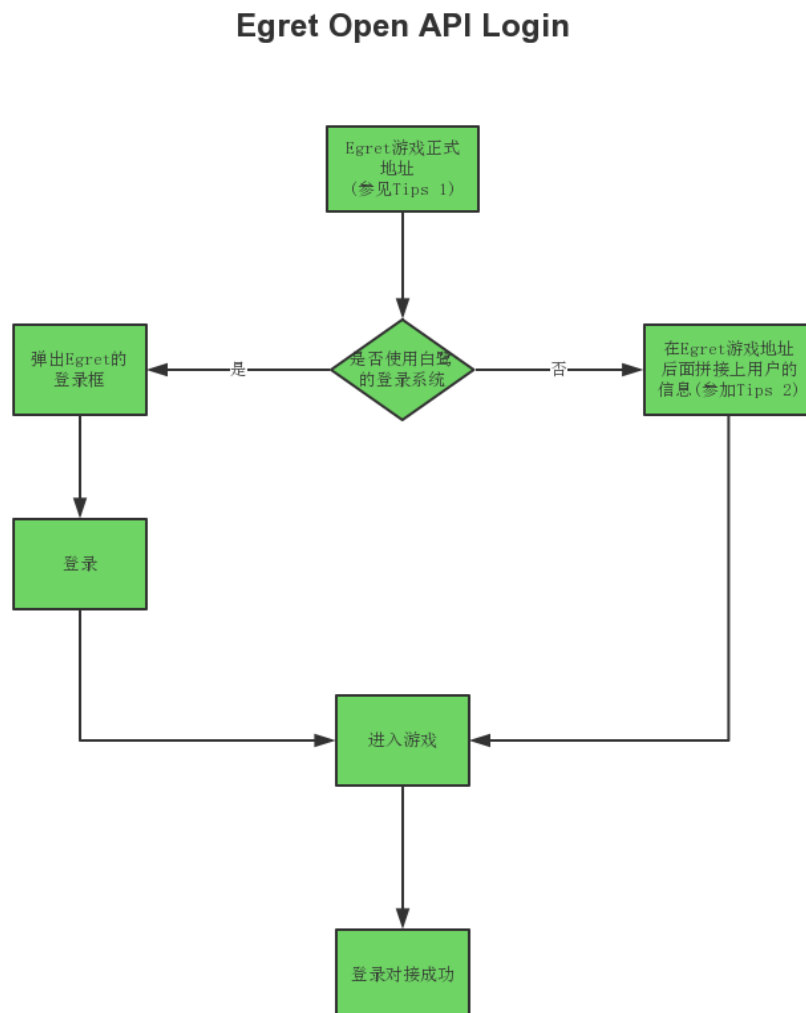 Egret Open API Login
Egret游戏正式
地址
(参见Tips 1)
弹出Egret的
登录框
是
是否使用白鹭
的登录系统
否
在Egret游戏地址
后面拼接上用户的
信息(参加Tips 2)
登录
进入游戏
登录对接成功